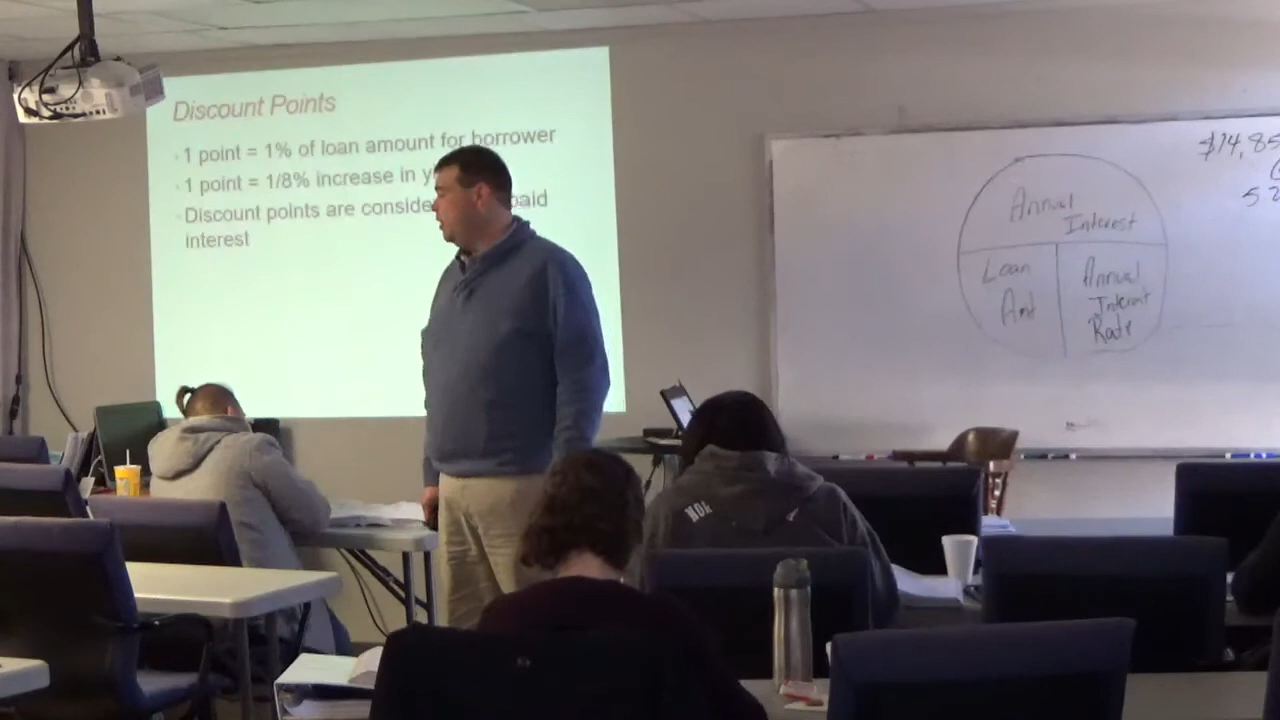 Discount Points
1 point = 1% of loan amount for borrower
1 point = 1/8% increase in
Discount points are paid
interest
Annual
Interest
Loan
Amt
Annual
Interest
Rate
$14,85
52